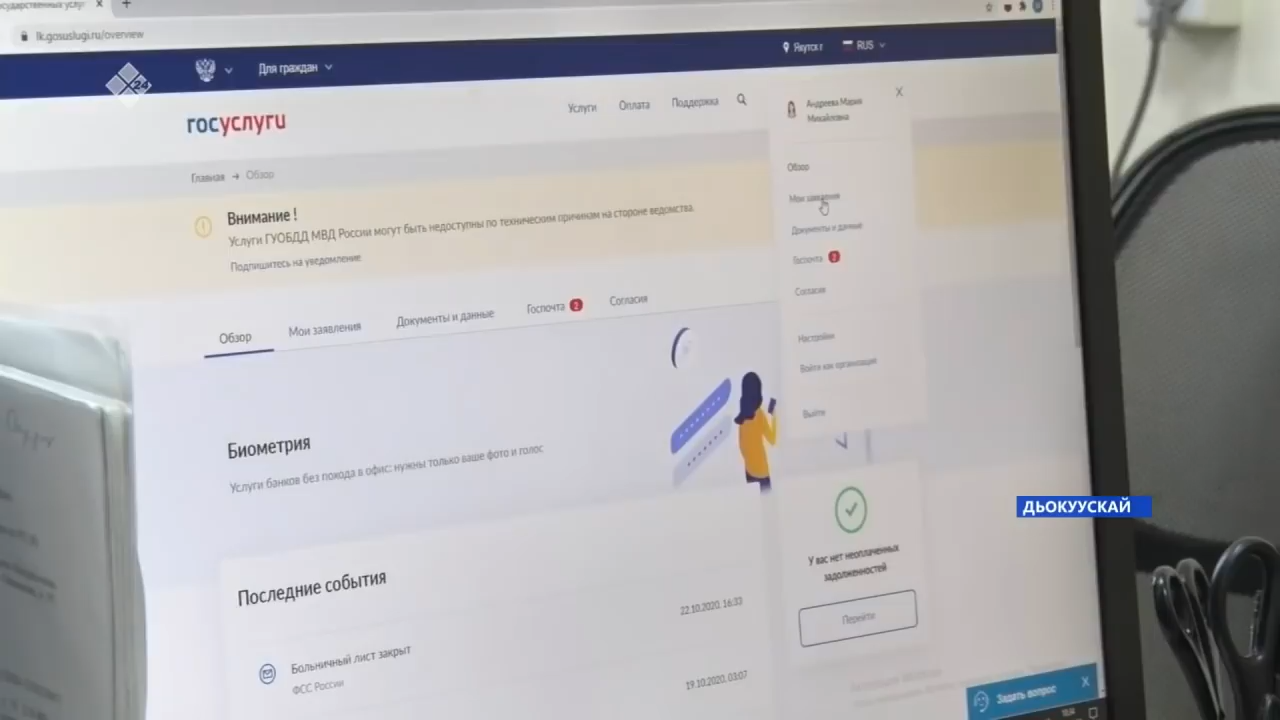 lk.gosuslugi.ru/overview
Для граждан
Якутск г
RUS
госуслуги
Услуги
Оплата
Поддержка
Андреева Мария
Михайловна
Главная → Обзор
Внимание !
Услуги ГУОБДД МВД России могут быть недоступны по техническим причинам на стороне ведомства.
Подпишитесь на уведомление
Обзор
Мои заявления
Документы и данные
Госпочта 2
Согласия
Обзор
Мои заявления
Документы и данные
Госпочта 2
Согласия
Настройки
Войти как организация
Выйти
Биометрия
Услуги банков без похода в офис: нужны только ваше фото и голос
У вас нет неоплаченных
задолженностей
Перейти
Последние события
22.10.2020, 16:33
Больничный лист закрыт
ФСС России
19.10.2020, 03:07
Задать вопрос
ДЬОКУУСКАЙ